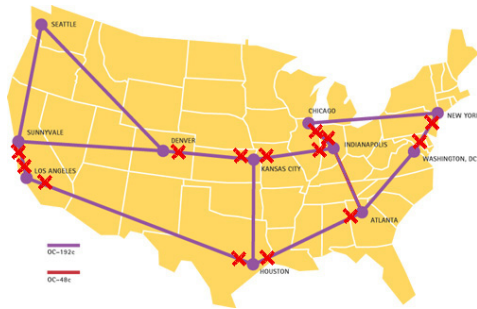 SEATTLE
CHICAGO
NEW YORK
SUNNYVALE
DENVER
INDIANAPOLIS
WASHINGTON, DC
KANSAS CITY
LOS ANGELES
ATLANTA
OC-192c
HOUSTON
OC-48c